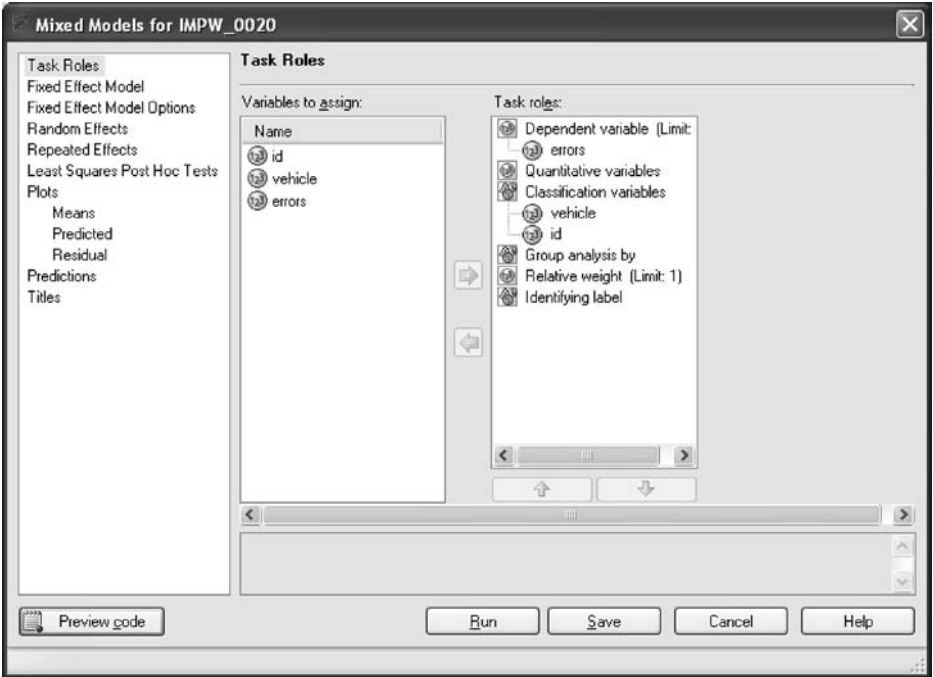 Mixed Models for IMPW_0020
Task Roles
Fixed Effect Model
Fixed Effect Model Options
Random Effects
Repeated Effects
Least Squares Post Hoc Tests
Plots
Means
Predicted
Residual
Predictions
Titles
Task Roles
Variables to assign:
Name
id
vehicle
errors
Task roles:
Dependent variable (Limit:
errors
Quantitative variables
Classification variables
vehicle
id
Group analysis by
Relative weight (Limit: 1)
Identifying label
Preview code
Run
Save
Cancel
Help